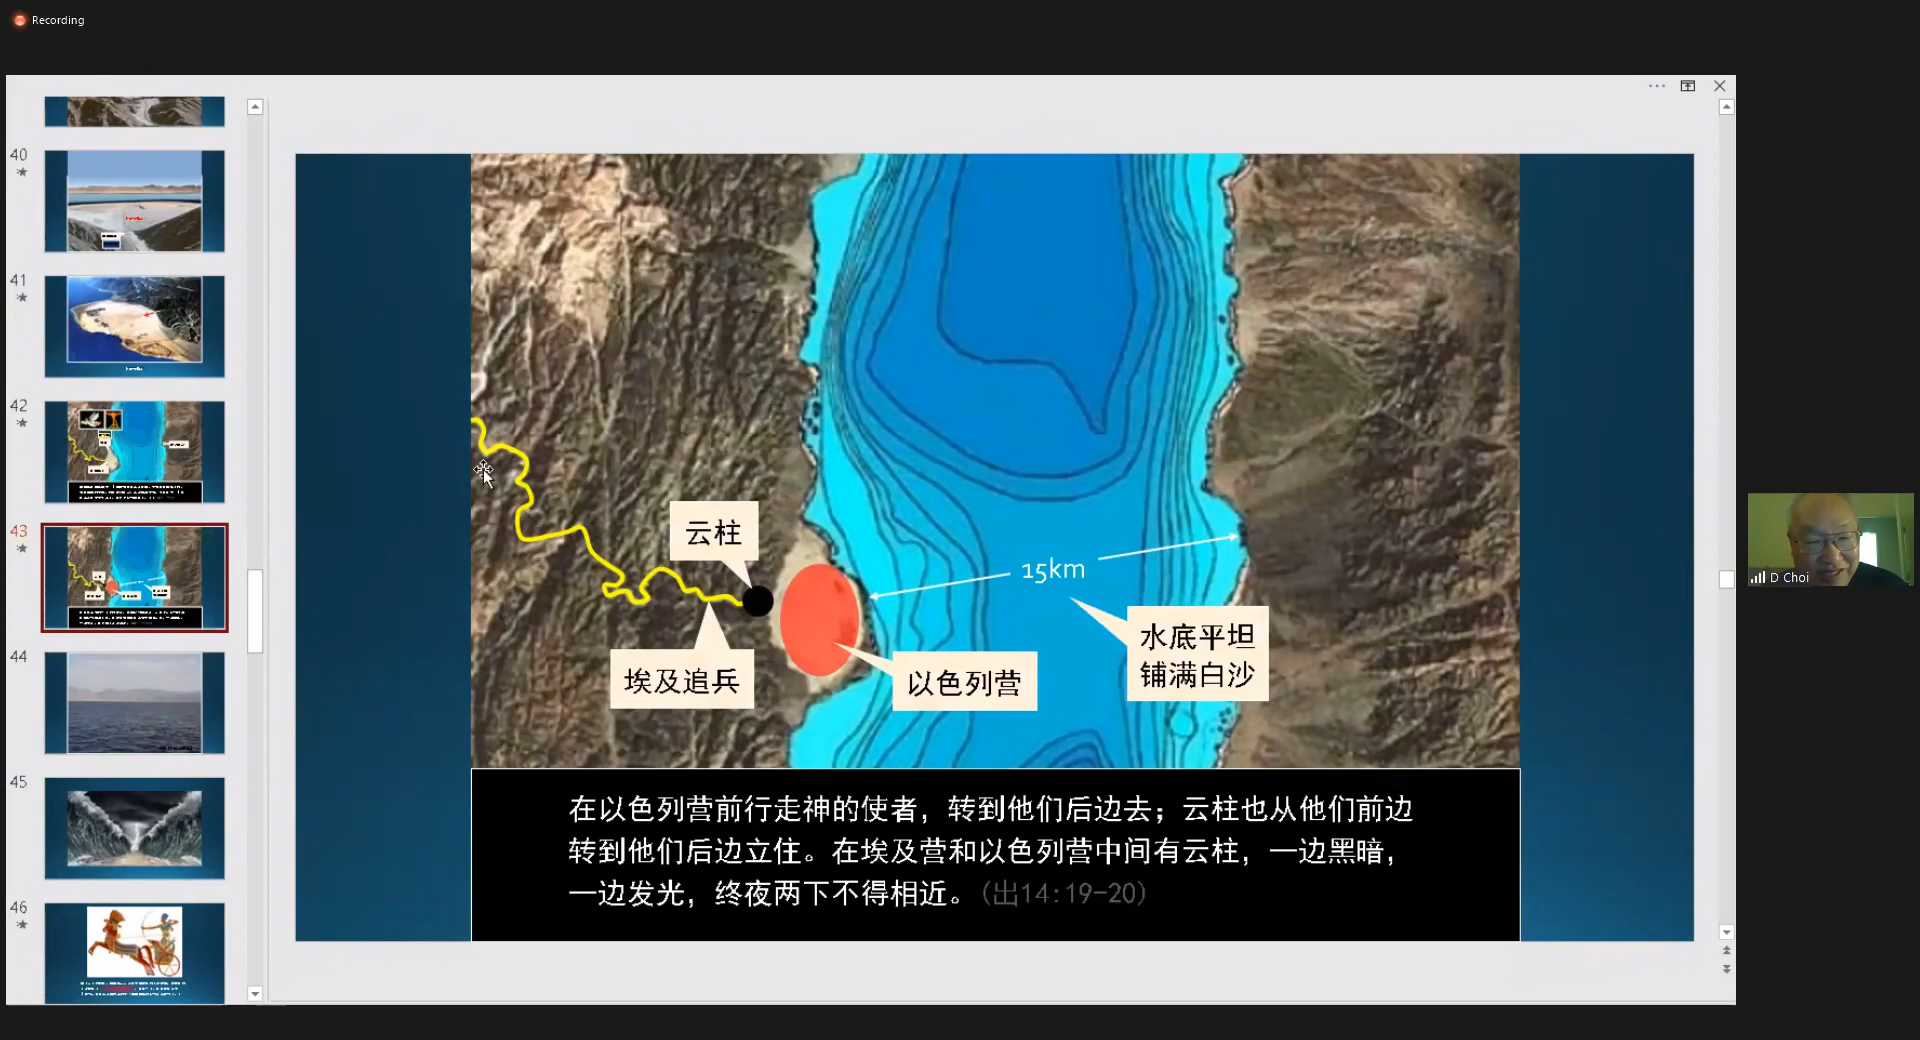 Recording
40
41
42
43
44
45
46
云柱
15km
水底平坦
铺满白沙
埃及追兵
以色列营
在以色列营前行走神的使者，转到他们后边去；云柱也从他们前边
转到他们后边立住。在埃及营和以色列营中间有云柱，一边黑暗，
一边发光，终夜两下不得相近。（出14:19-20）
D Choi